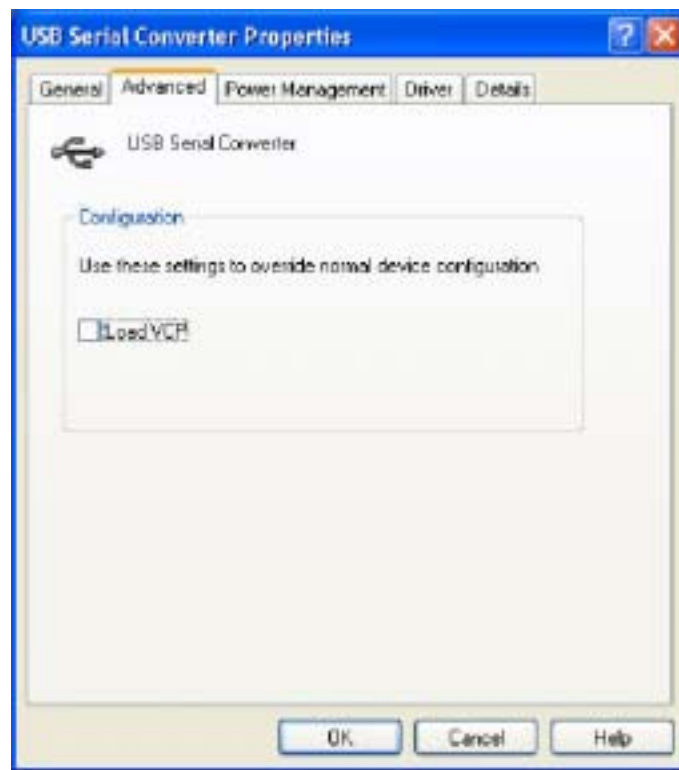 USB Serial Converter Properties
General Advanced Power Management Driver Details
USB Serial Converter
Configuration
Use these settings to override normal device configuration
Load VCP
OK Cancel Help